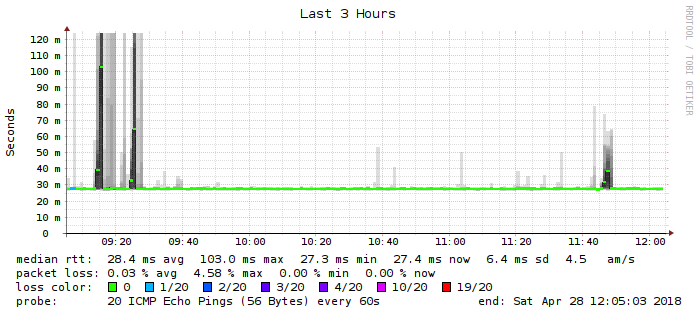 Last 3 Hours
RRDTOOL / TOBI OETIKER
Seconds
120 m
110 m
100 m
90 m
80 m
70 m
60 m
50 m
40 m
30 m
20 m
10 m
0
09:20 09:40 10:00 10:20 10:40 11:00 11:20 11:40 12:00
median rtt: 28.4 ms avg 103.0 ms max 27.3 ms min 27.4 ms now 6.4 ms sd 4.5 am/s
packet loss: 0.03 % avg 4.58 % max 0.00 % min 0.00 % now
loss color: 0 1/20 2/20 3/20 4/20 10/20 19/20
probe: 20 ICMP Echo Pings (56 Bytes) every 60s end: Sat Apr 28 12:05:03 2018